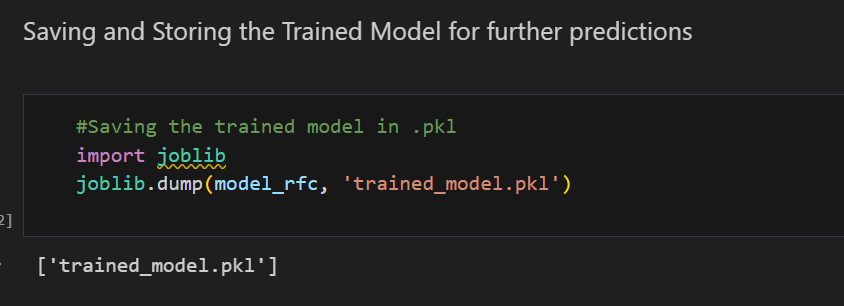 Saving and Storing the Trained Model for further predictions
#Saving the trained model in .pkl
import joblib
joblib.dump(model_rfc, 'trained_model.pkl')
2]
['trained_model.pkl']